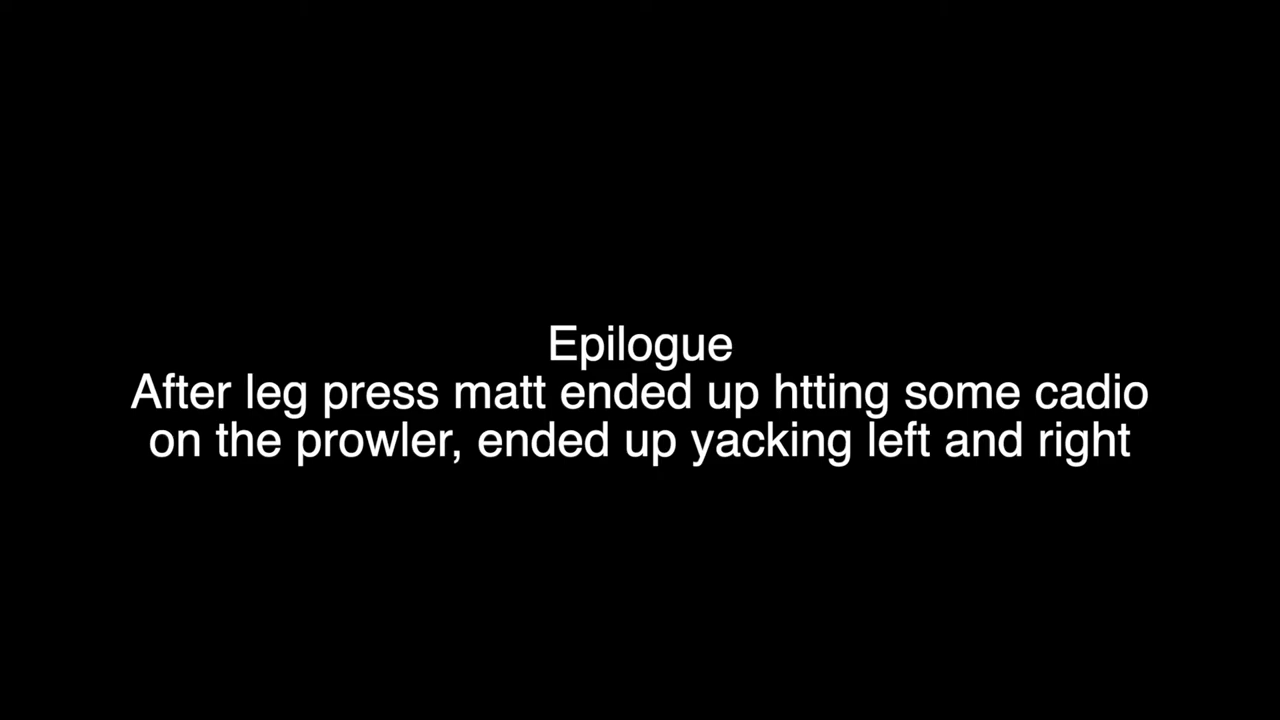 Epilogue
After leg press matt ended up htting some cadio
on the prowler, ended up yacking left and right